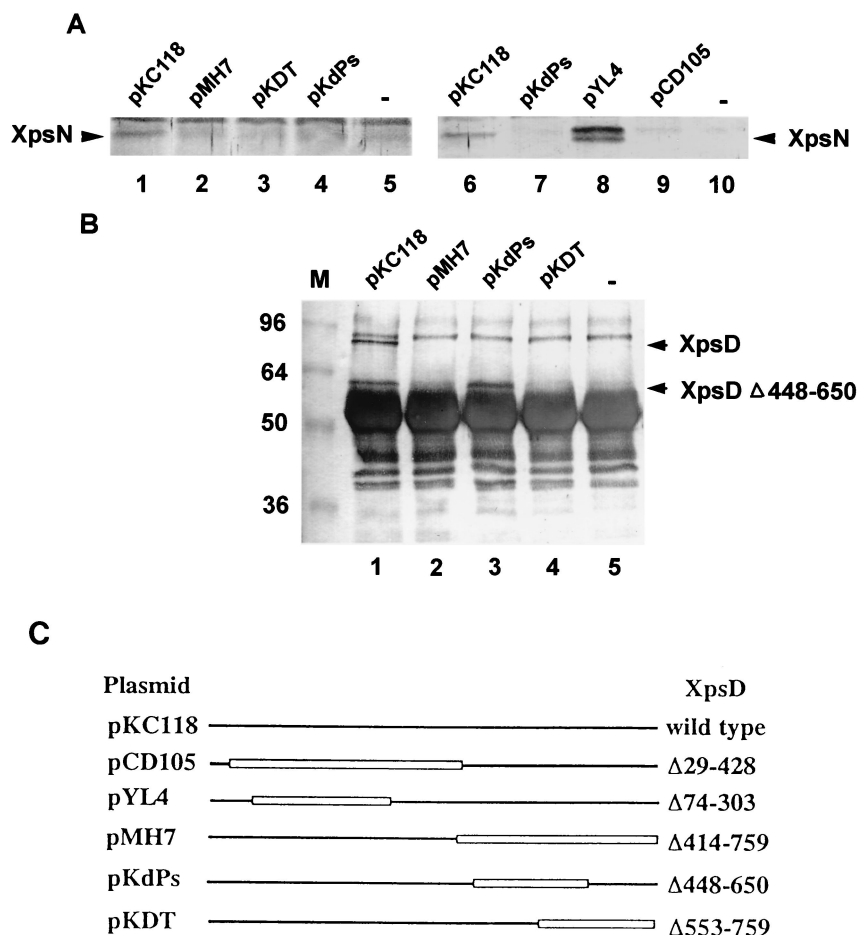 A
pKC118 pMH7 pKDT pKdPs - pKC118 pKdPs pYL4 pCD105 -
XpsN XpsN
1 2 3 4 5 6 7 8 9 10
B
M pKC118 pMH7 pKdPs pKDT -
96
XpsD
64
XpsD Δ448-650
50
36
1 2 3 4 5
C
Plasmid XpsD
pKC118 wild type
pCD105 Δ29-428
pYL4 Δ74-303
pMH7 Δ414-759
pKdPs Δ448-650
pKDT Δ553-759